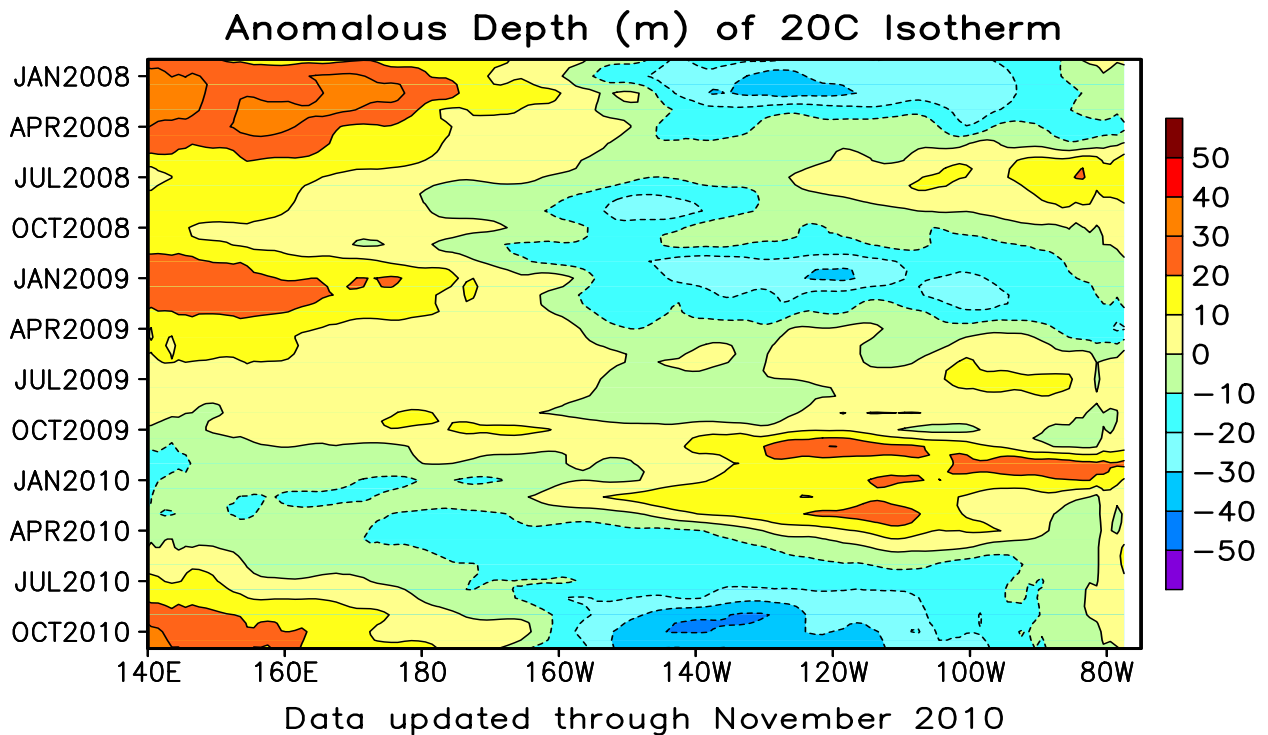 Anomalous Depth (m) of 20C Isotherm
JAN2008
APR2008
JUL2008
OCT2008
JAN2009
APR2009
JUL2009
OCT2009
JAN2010
APR2010
JUL2010
OCT2010
140E 160E 180 160W 140W 120W 100W 80W
50
40
30
20
10
0
−10
−20
−30
−40
−50
Data updated through November 2010